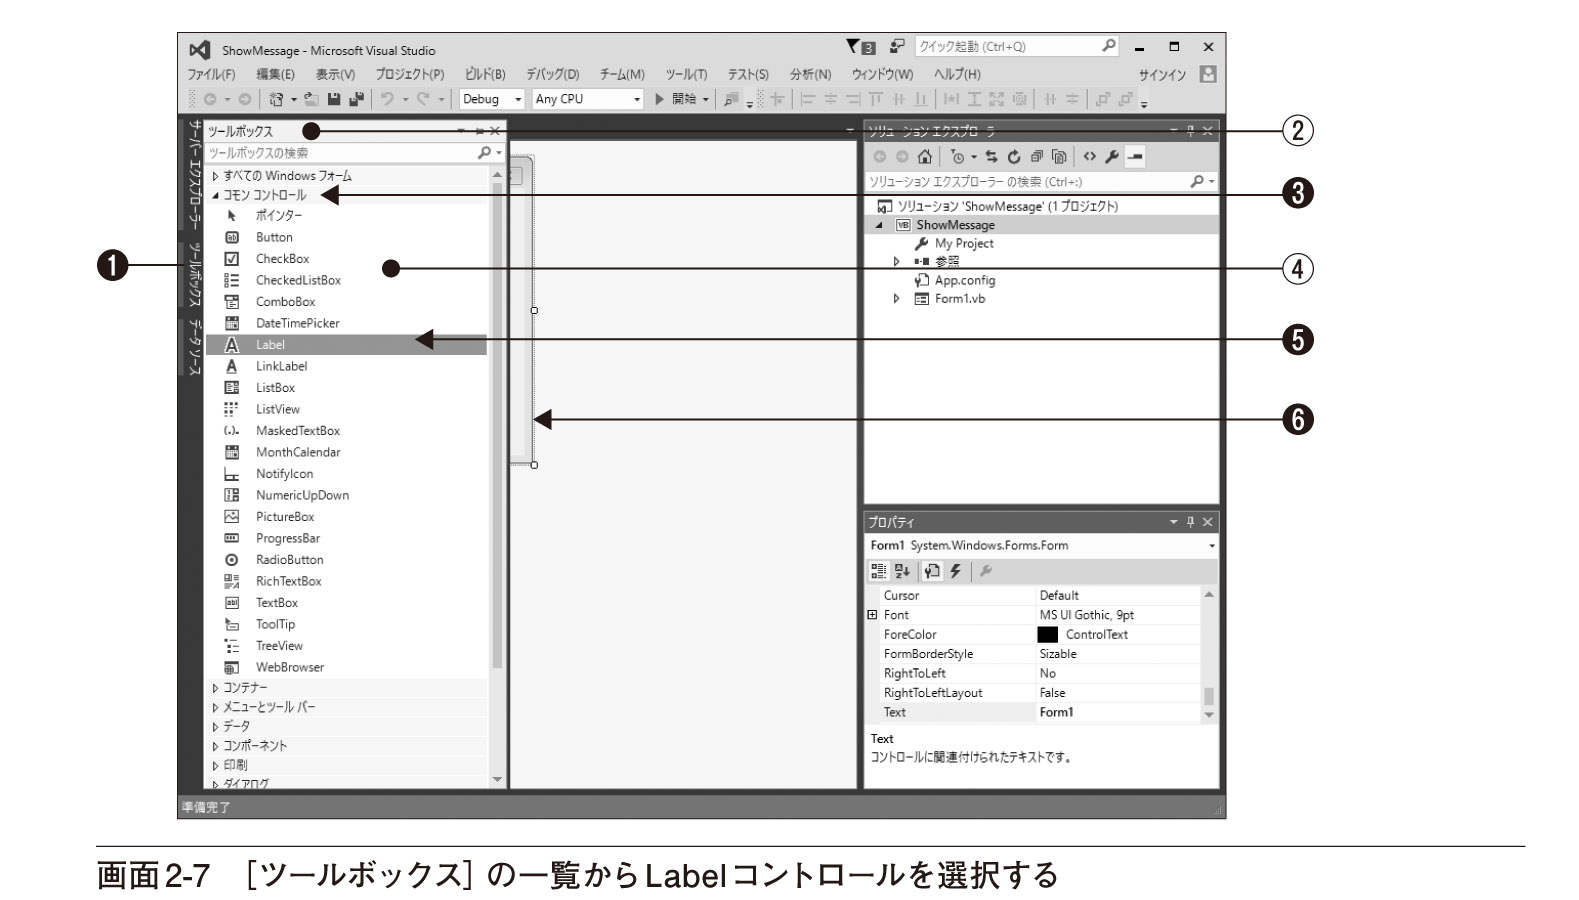 ShowMessage - Microsoft Visual Studio
3
クイック起動 (Ctrl+Q)
ファイル(F) 編集(E) 表示(V) プロジェクト(P) ビルド(B) デバッグ(D) チーム(M) ツール(T) テスト(S) 分析(N) ウィンドウ(W) ヘルプ(H) サインイン
Debug Any CPU 開始
サーバー エクスプローラー
ツールボックス
データ ソース
ツールボックス
ツールボックスの検索
すべての Windows フォーム
コモン コントロール
ポインター
Button
CheckBox
CheckedListBox
ComboBox
DateTimePicker
Label
LinkLabel
ListBox
ListView
MaskedTextBox
MonthCalendar
NotifyIcon
NumericUpDown
PictureBox
ProgressBar
RadioButton
RichTextBox
TextBox
ToolTip
TreeView
WebBrowser
コンテナー
メニューとツール バー
データ
コンポーネント
印刷
ダイアログ
ソリューション エクスプローラー
ソリューション エクスプローラー の検索 (Ctrl+:)
ソリューション 'ShowMessage' (1 プロジェクト)
VB ShowMessage
My Project
参照
App.config
Form1.vb
プロパティ
Form1 System.Windows.Forms.Form
Cursor Default
Font MS UI Gothic, 9pt
ForeColor ControlText
FormBorderStyle Sizable
RightToLeft No
RightToLeftLayout False
Text Form1
Text
コントロールに関連付けられたテキストです。
準備完了
❶
②
❸
④
❺
❻
画面2-7 ［ツールボックス］の一覧からLabelコントロールを選択する